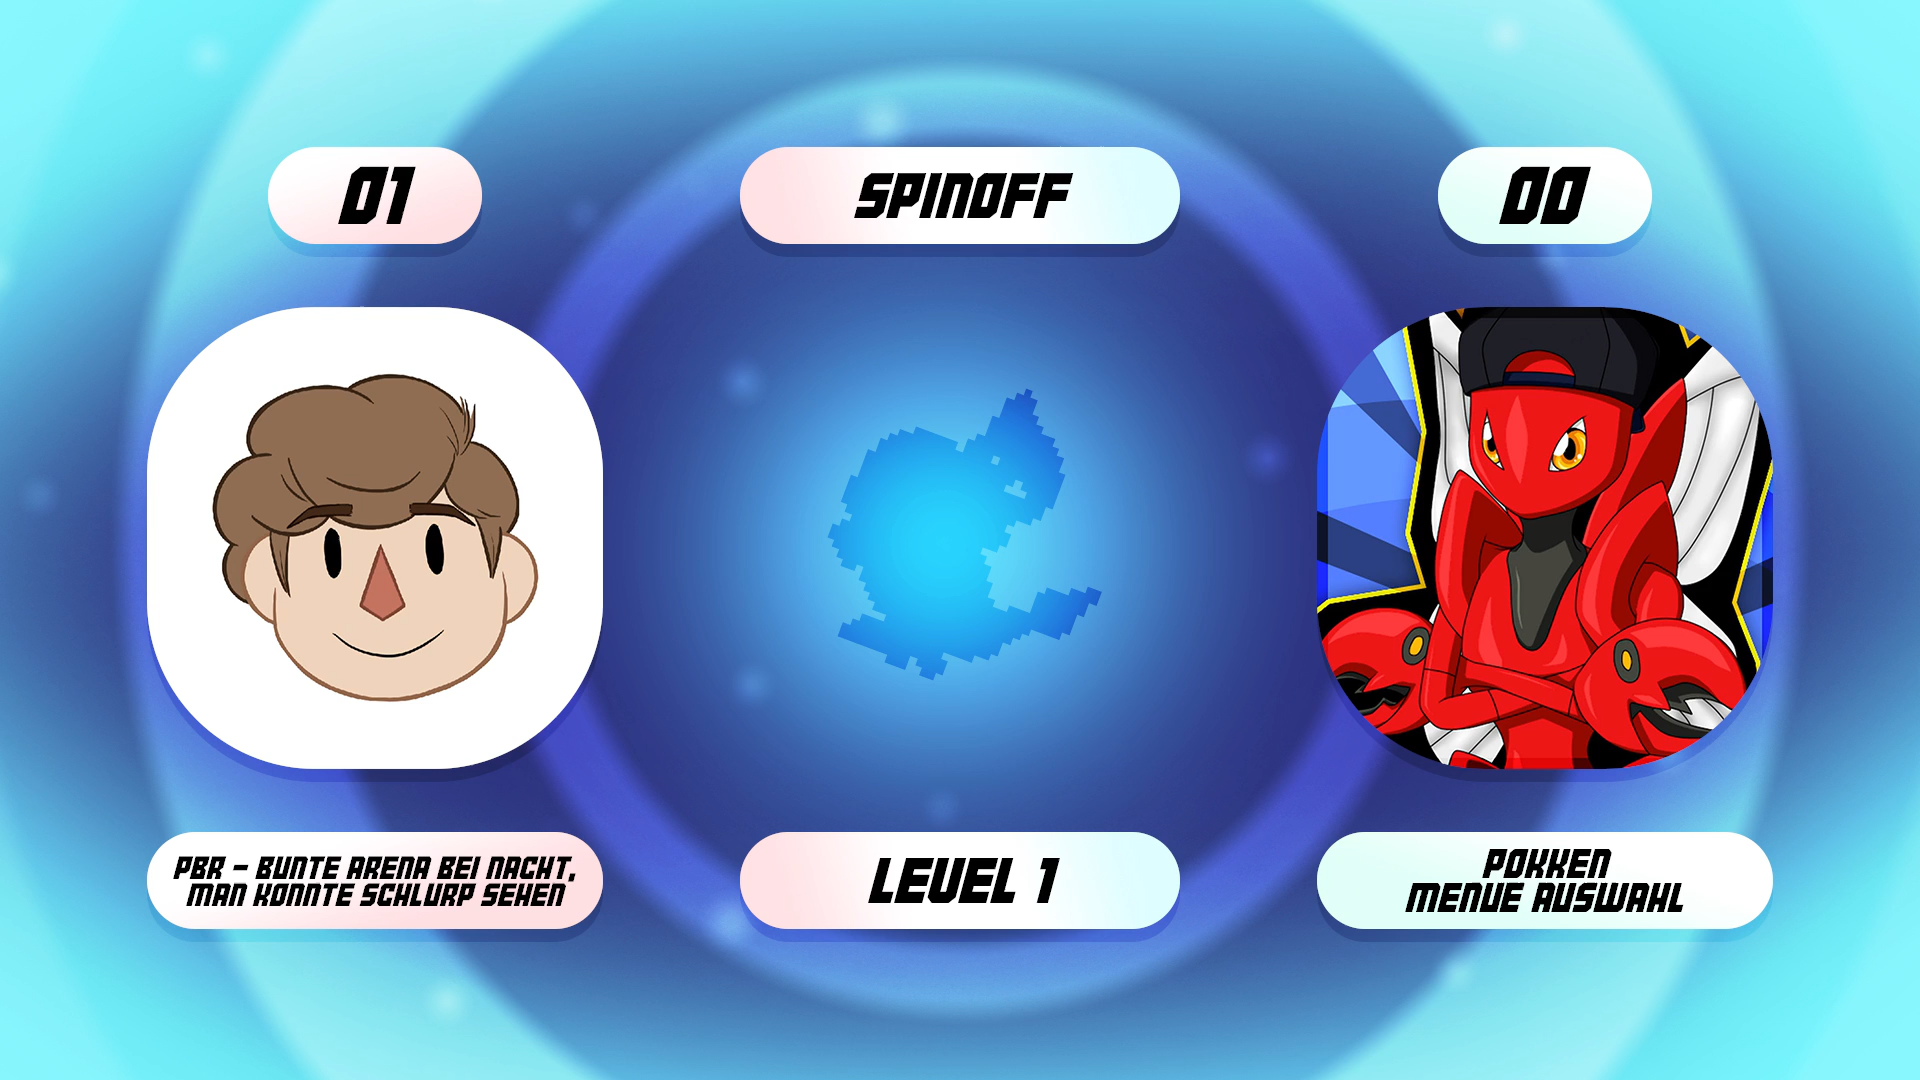 01
SPINOFF
00
PBR - BUNTE ARENA BEI NACHT,
MAN KONNTE SCHLURP SEHEN
LEVEL 1
POKKEN
MENUE AUSWAHL